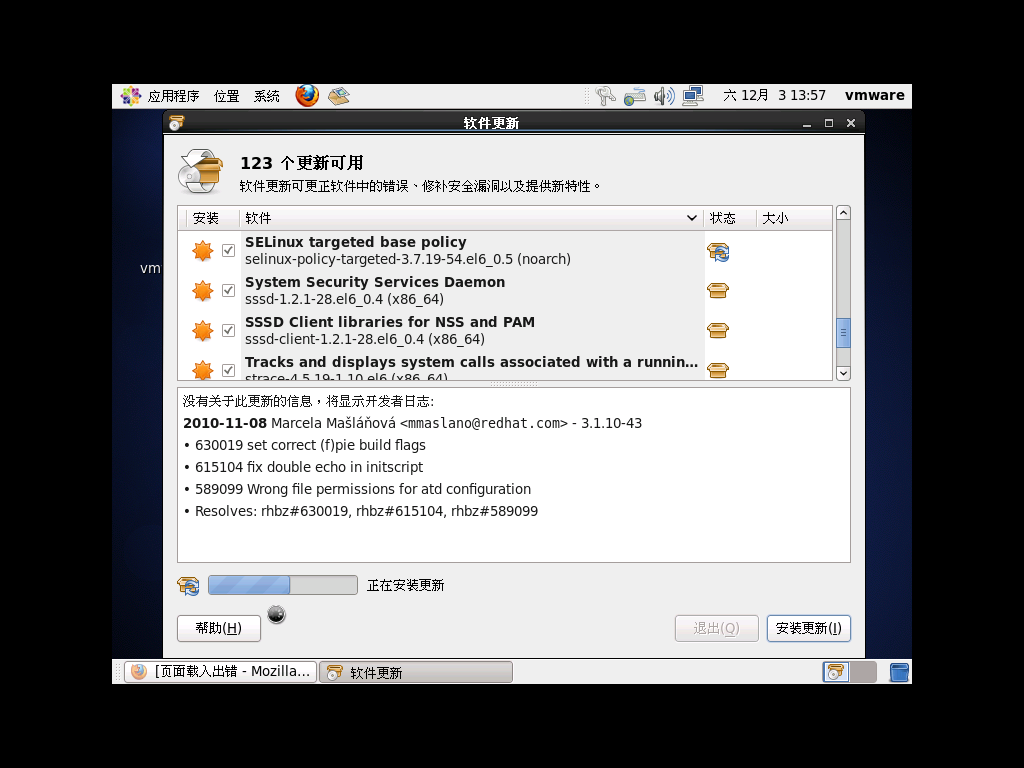 应用程序 位置 系统 六 12月 3 13:57 vmware
软件更新
123 个更新可用
软件更新可更正软件中的错误、修补安全漏洞以及提供新特性。
安装 软件 状态 大小
SELinux targeted base policy
selinux-policy-targeted-3.7.19-54.el6_0.5 (noarch)
vm
System Security Services Daemon
sssd-1.2.1-28.el6_0.4 (x86_64)
SSSD Client libraries for NSS and PAM
sssd-client-1.2.1-28.el6_0.4 (x86_64)
Tracks and displays system calls associated with a runnin...
strace-4.5.19-1.10.el6 (x86_64)
没有关于此更新的信息，将显示开发者日志:
2010-11-08 Marcela Mašláňová <mmaslano@redhat.com> - 3.1.10-43
• 630019 set correct (f)pie build flags
• 615104 fix double echo in initscript
• 589099 Wrong file permissions for atd configuration
• Resolves: rhbz#630019, rhbz#615104, rhbz#589099
正在安装更新
帮助(H) 退出(Q) 安装更新(I)
[页面载入出错 - Mozilla... 软件更新